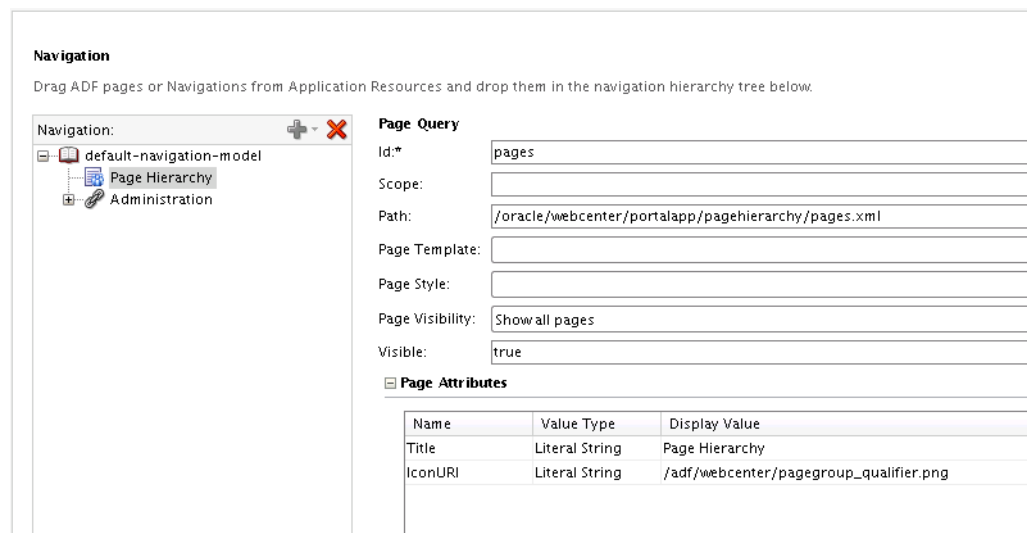 Navigation
Drag ADF pages or Navigations from Application Resources and drop them in the navigation hierarchy tree below.
Navigation:
default-navigation-model
Page Hierarchy
Administration
Page Query
Id:* pages
Scope:
Path: /oracle/webcenter/portalapp/pagehierarchy/pages.xml
Page Template:
Page Style:
Page Visibility: Show all pages
Visible: true
Page Attributes
Name Value Type Display Value
Title Literal String Page Hierarchy
IconURI Literal String /adf/webcenter/pagegroup_qualifier.png